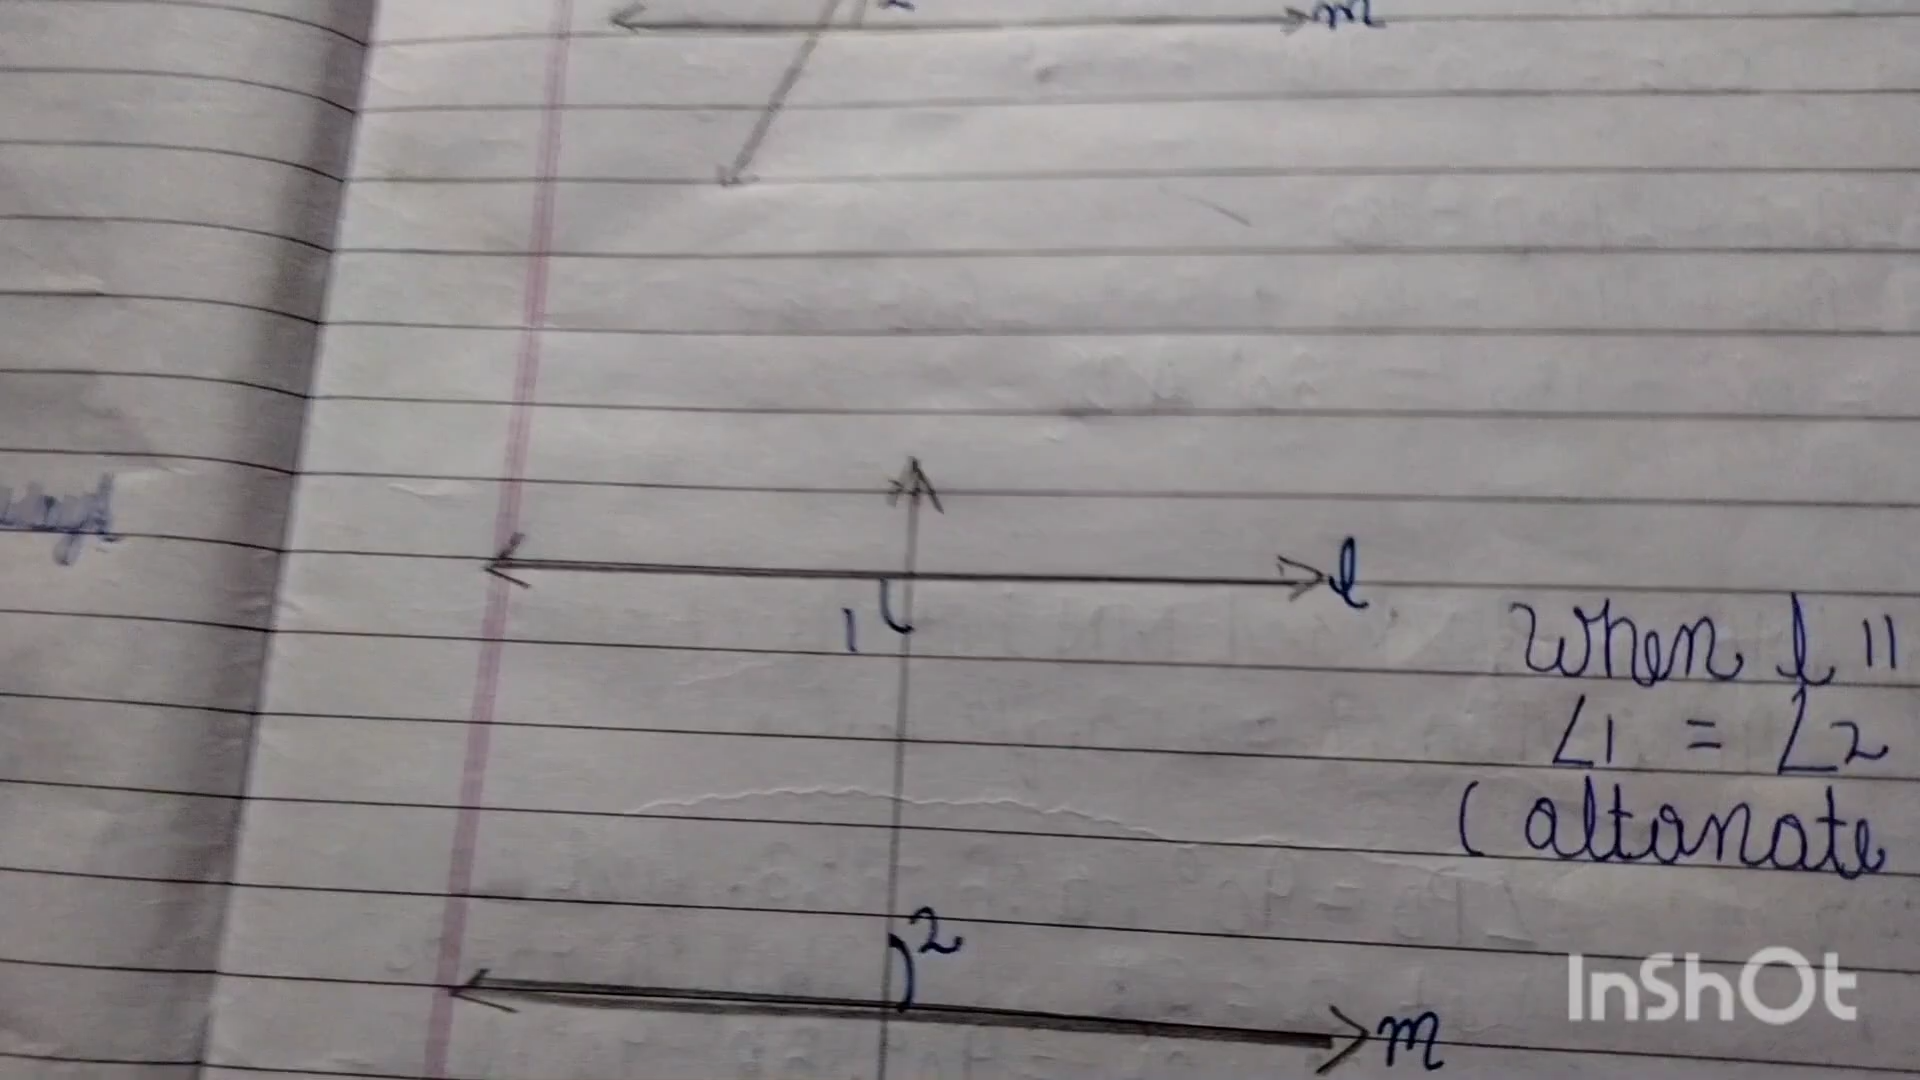 m
l
1
When l ||
∠1 = ∠2
(altanate
2
m
InShOt